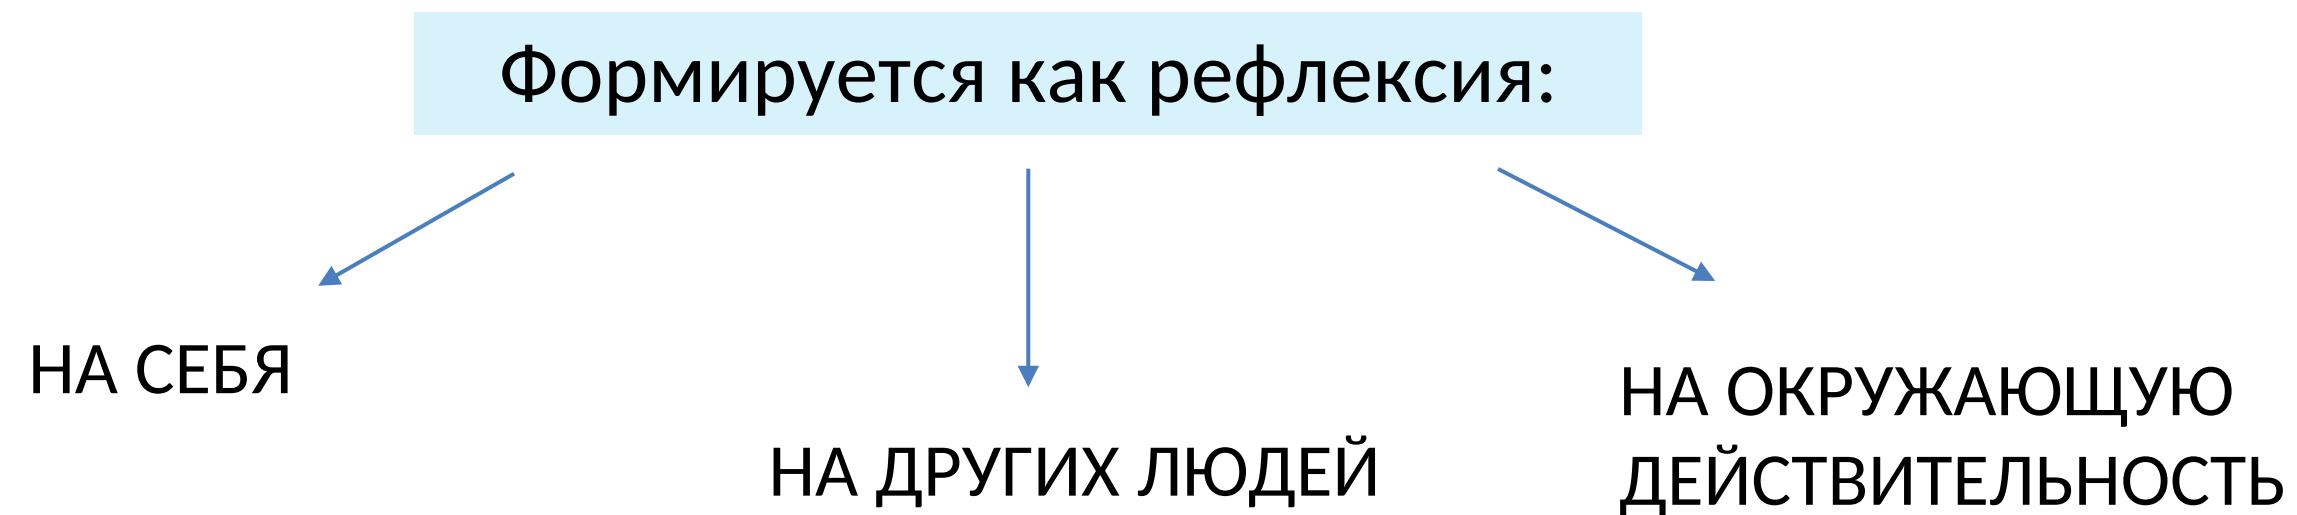 Формируется как рефлексия:
НА СЕБЯ
НА ДРУГИХ ЛЮДЕЙ
НА ОКРУЖАЮЩУЮ
ДЕЙСТВИТЕЛЬНОСТЬ